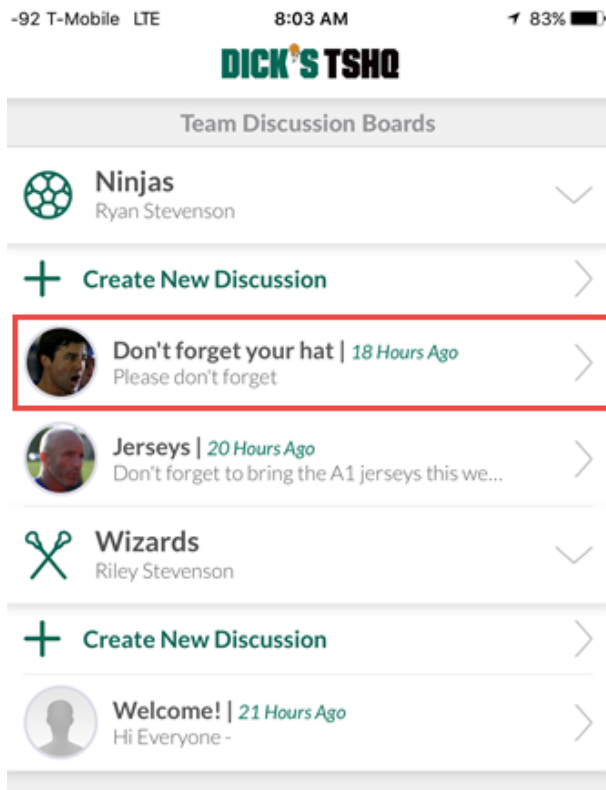 -92 T-Mobile LTE 8:03 AM 83%
DICK'S TSHQ
Team Discussion Boards
Ninjas
Ryan Stevenson
Create New Discussion
Don't forget your hat | 18 Hours Ago
Please don't forget
Jerseys | 20 Hours Ago
Don't forget to bring the A1 jerseys this we...
Wizards
Riley Stevenson
Create New Discussion
Welcome! | 21 Hours Ago
Hi Everyone -